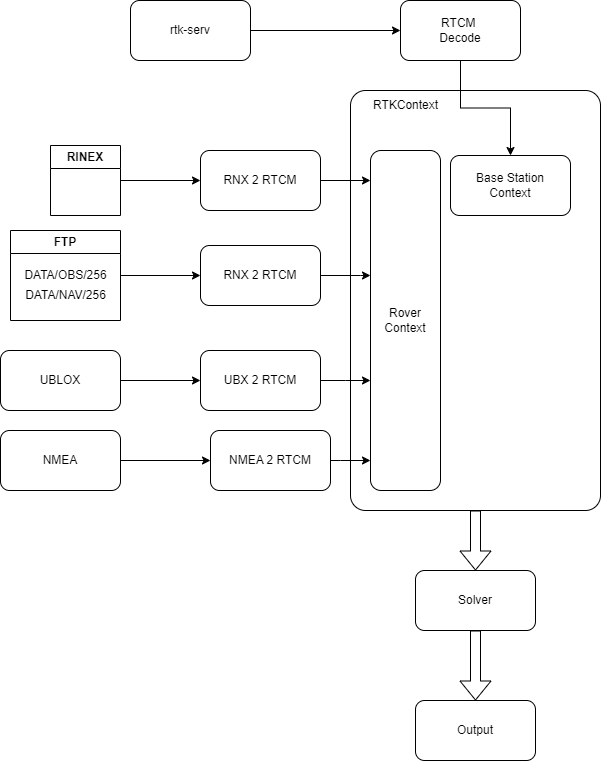 rtk-serv
RTCM
Decode
RTKContext
RINEX
RNX 2 RTCM
Base Station
Context
FTP
DATA/OBS/256
DATA/NAV/256
RNX 2 RTCM
Rover
Context
UBLOX
UBX 2 RTCM
NMEA
NMEA 2 RTCM
Solver
Output